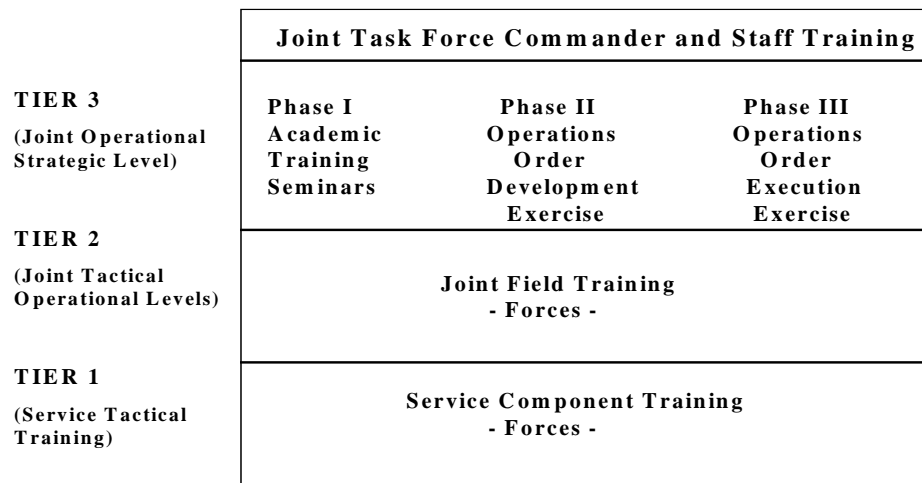 Joint Task Force Commander and Staff Training
TIER 3
(Joint Operational
Strategic Level)
Phase I
Academic
Training
Seminars
Phase II
Operations
Order
Development
Exercise
Phase III
Operations
Order
Execution
Exercise
TIER 2
(Joint Tactical
Operational Levels)
Joint Field Training
- Forces -
TIER 1
(Service Tactical
Training)
Service Component Training
- Forces -